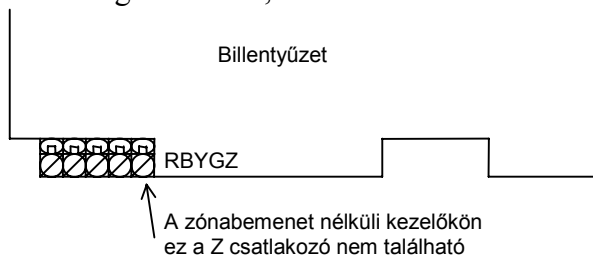 Billentyűzet
RBYGZ
A zónabemenet nélküli kezelőkön
ez a Z csatlakozó nem található